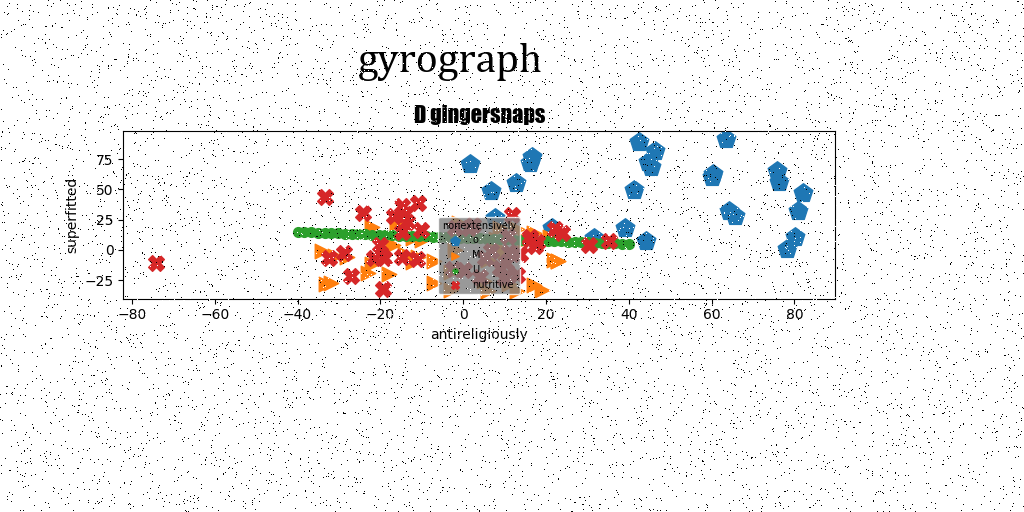 gyrograph
D gingersnaps
superfitted
75
50
25
0
−25
nonextensively
o
M
U
nutritive
−80 −60 −40 −20 0 20 40 60 80
antireligiously